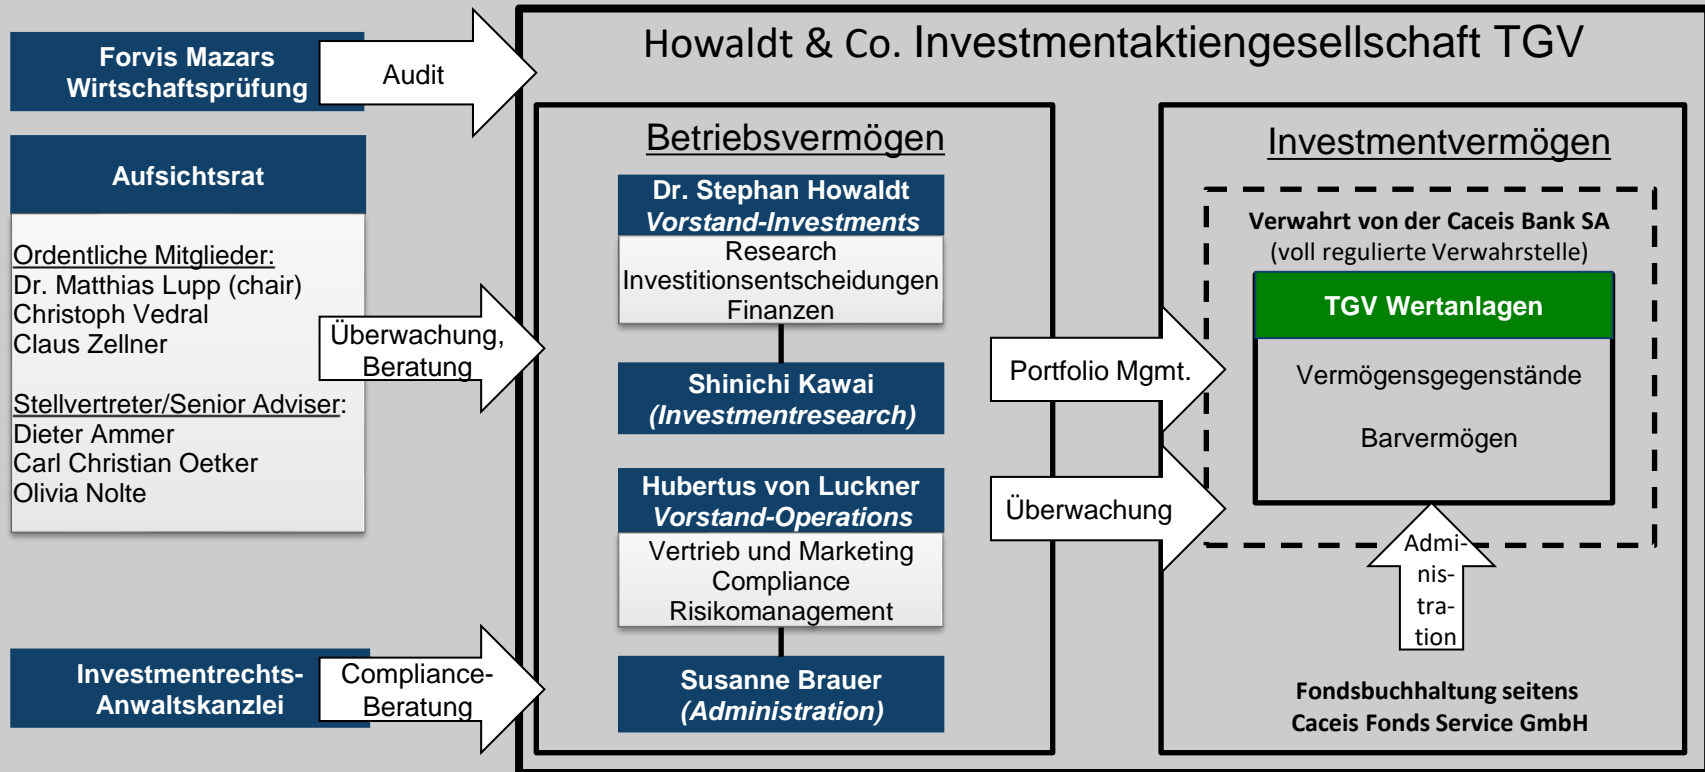 Howaldt & Co. Investmentaktiengesellschaft TGV
Forvis Mazars
Wirtschaftsprüfung
Audit
Aufsichtsrat
Ordentliche Mitglieder:
Dr. Matthias Lupp (chair)
Christoph Vedral
Claus Zellner
Stellvertreter/Senior Adviser:
Dieter Ammer
Carl Christian Oetker
Olivia Nolte
Überwachung,
Beratung
Investmentrechts-
Anwaltskanzlei
Compliance-
Beratung
Betriebsvermögen
Dr. Stephan Howaldt
Vorstand-Investments
Research
Investitionsentscheidungen
Finanzen
Shinichi Kawai
(Investmentresearch)
Hubertus von Luckner
Vorstand-Operations
Vertrieb und Marketing
Compliance
Risikomanagement
Susanne Brauer
(Administration)
Portfolio Mgmt.
Überwachung
Investmentvermögen
Verwahrt von der Caceis Bank SA
(voll regulierte Verwahrstelle)
TGV Wertanlagen
Vermögensgegenstände
Barvermögen
Admi-
nis-
tra-
tion
Fondsbuchhaltung seitens
Caceis Fonds Service GmbH